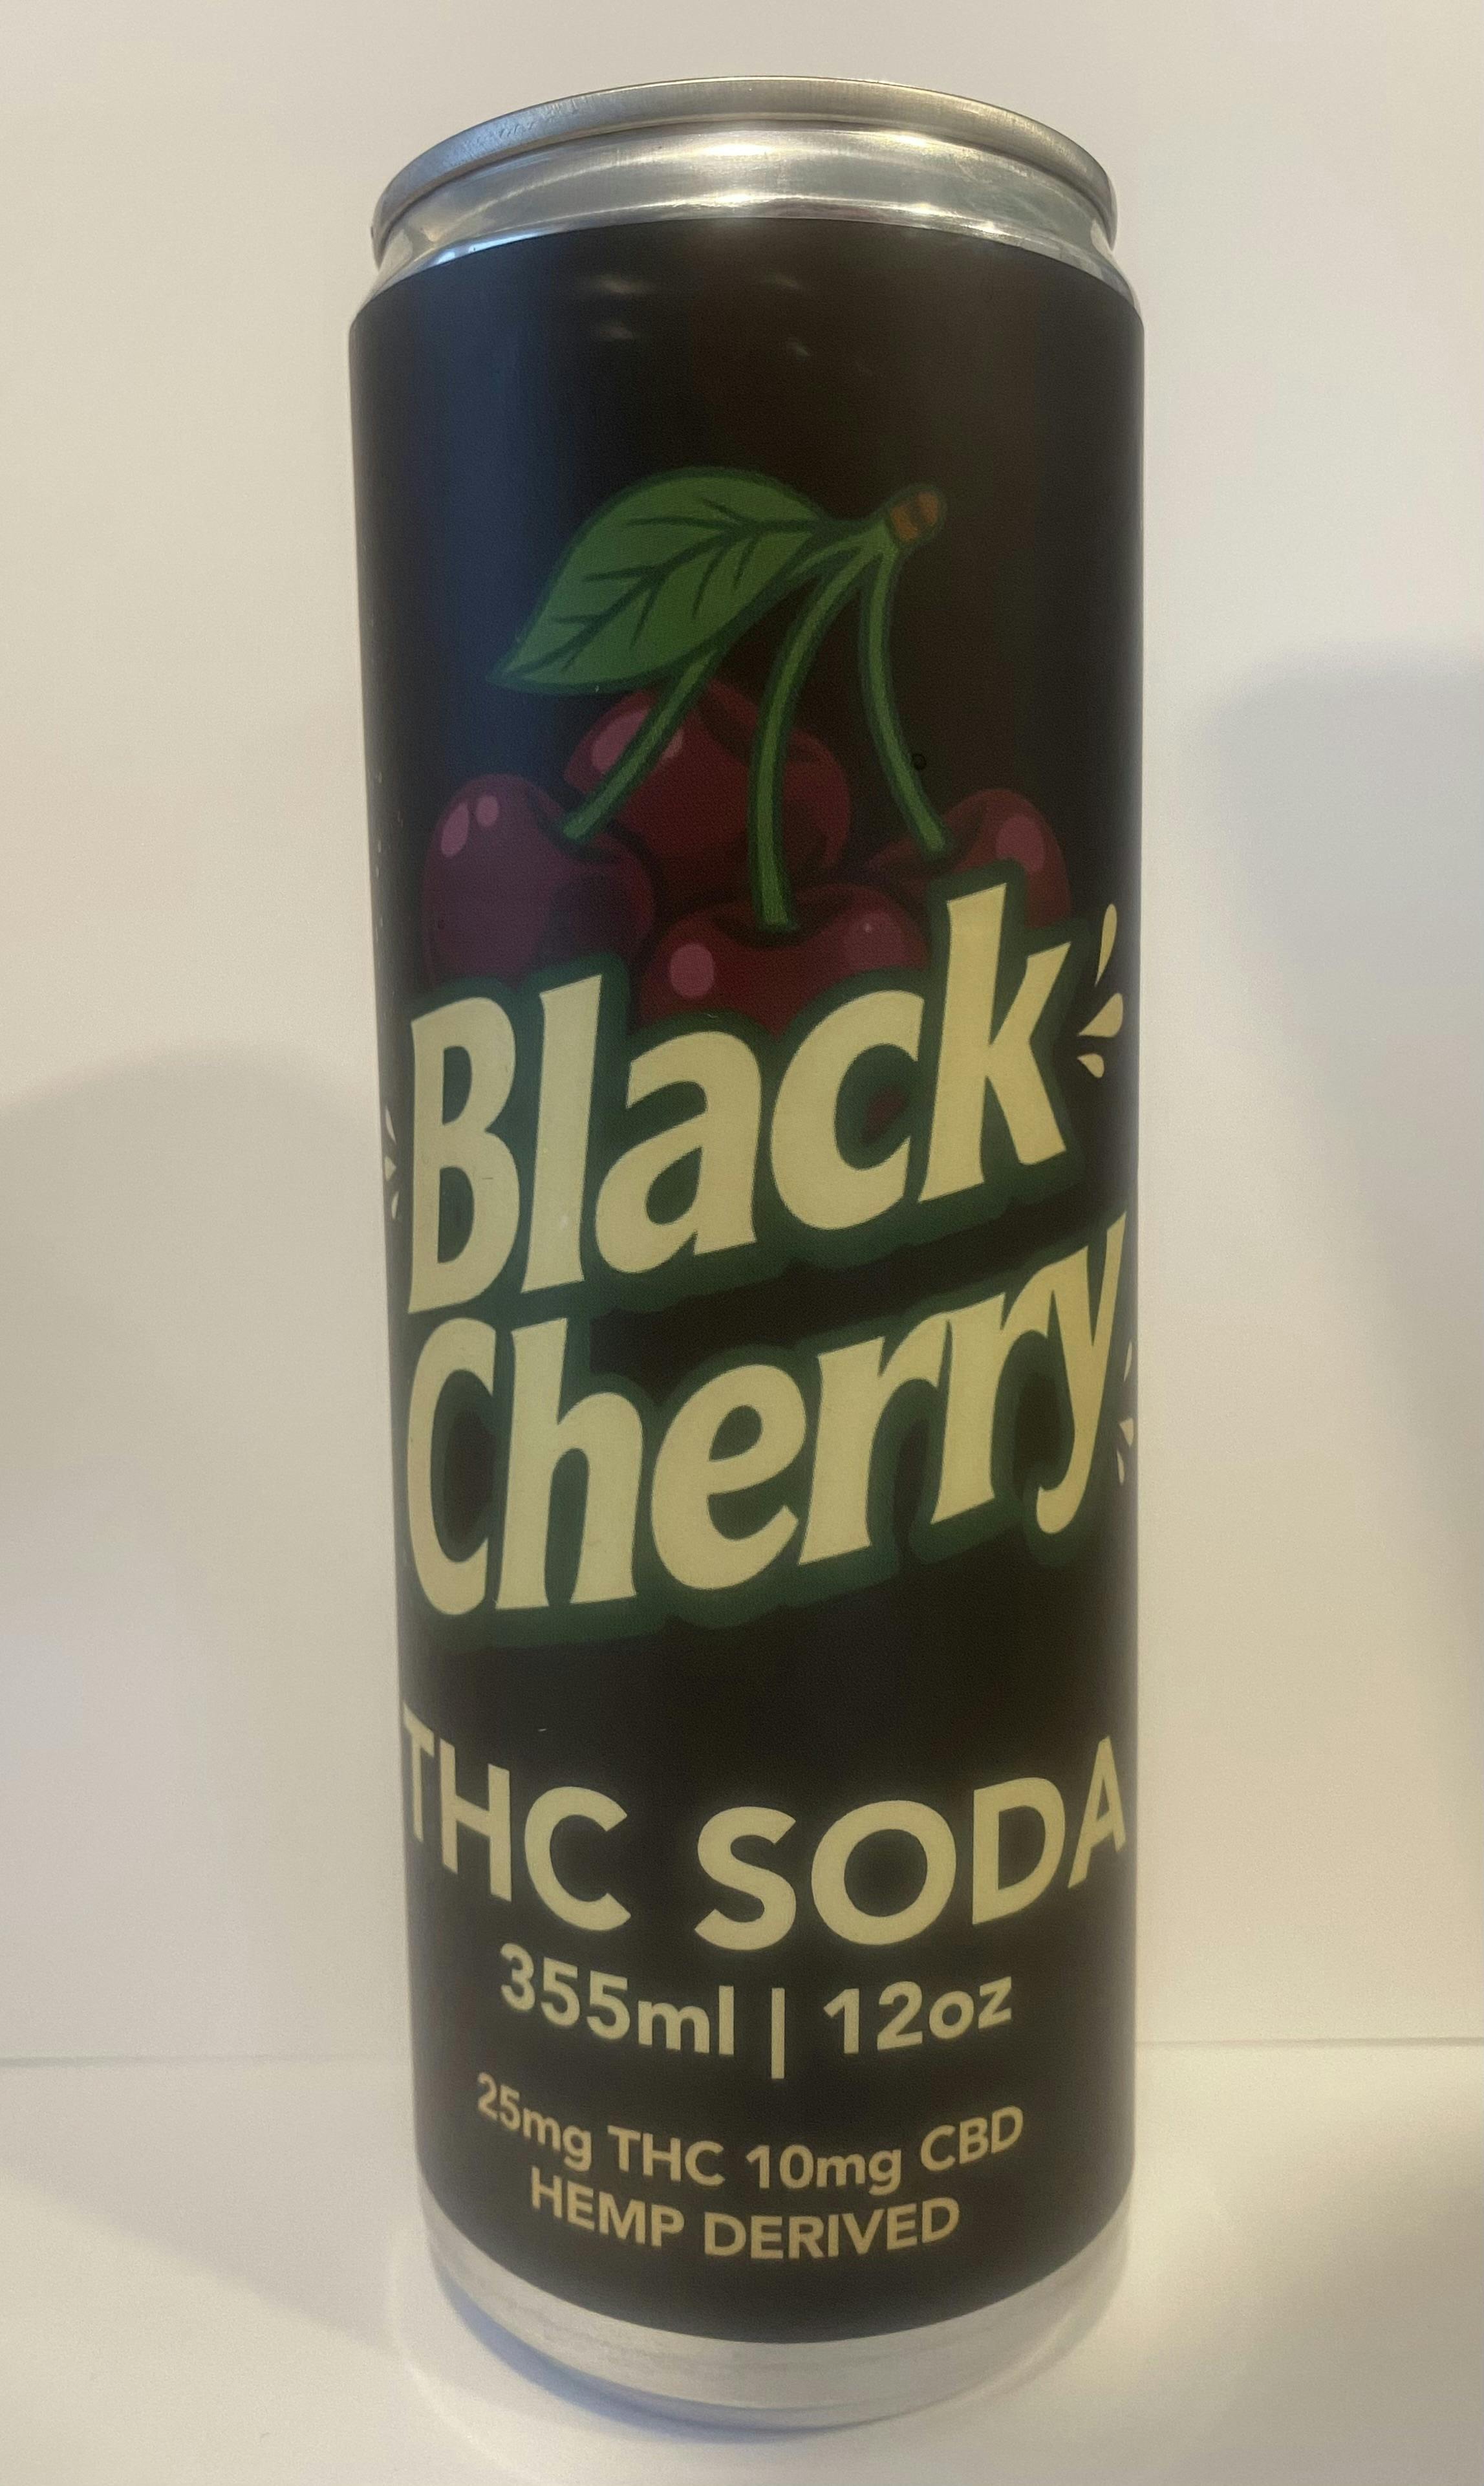 Black
Cherry
THC SODA
355ml | 12oz
25mg THC 10mg CBD
HEMP DERIVED